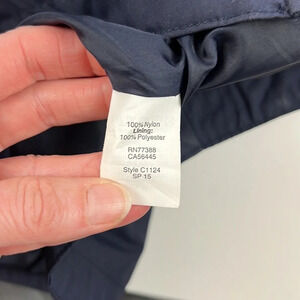 100% Nylon
Lining:
100% Polyester
RN77388
CA56445
Style C1124
SP 15